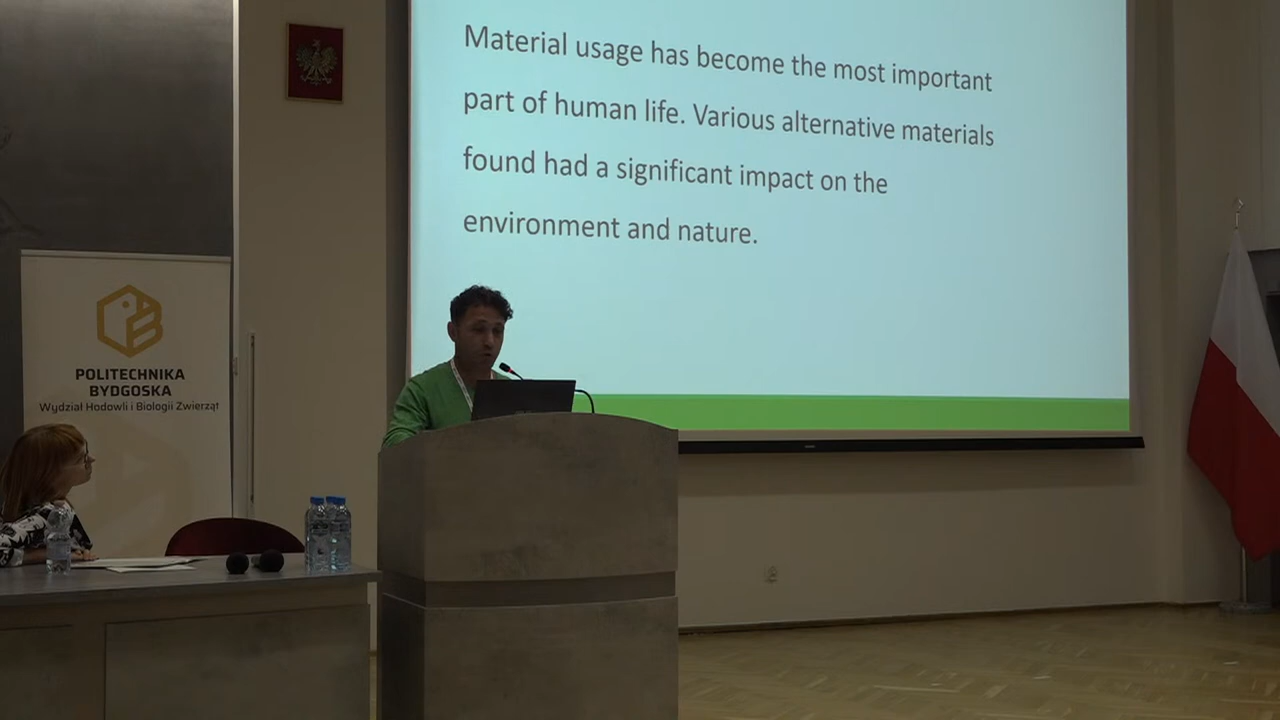 Material usage has become the most important
part of human life. Various alternative materials
found had a significant impact on the
environment and nature.
POLITECHNIKA
BYDGOSKA
Wydział Hodowli i Biologii Zwierząt